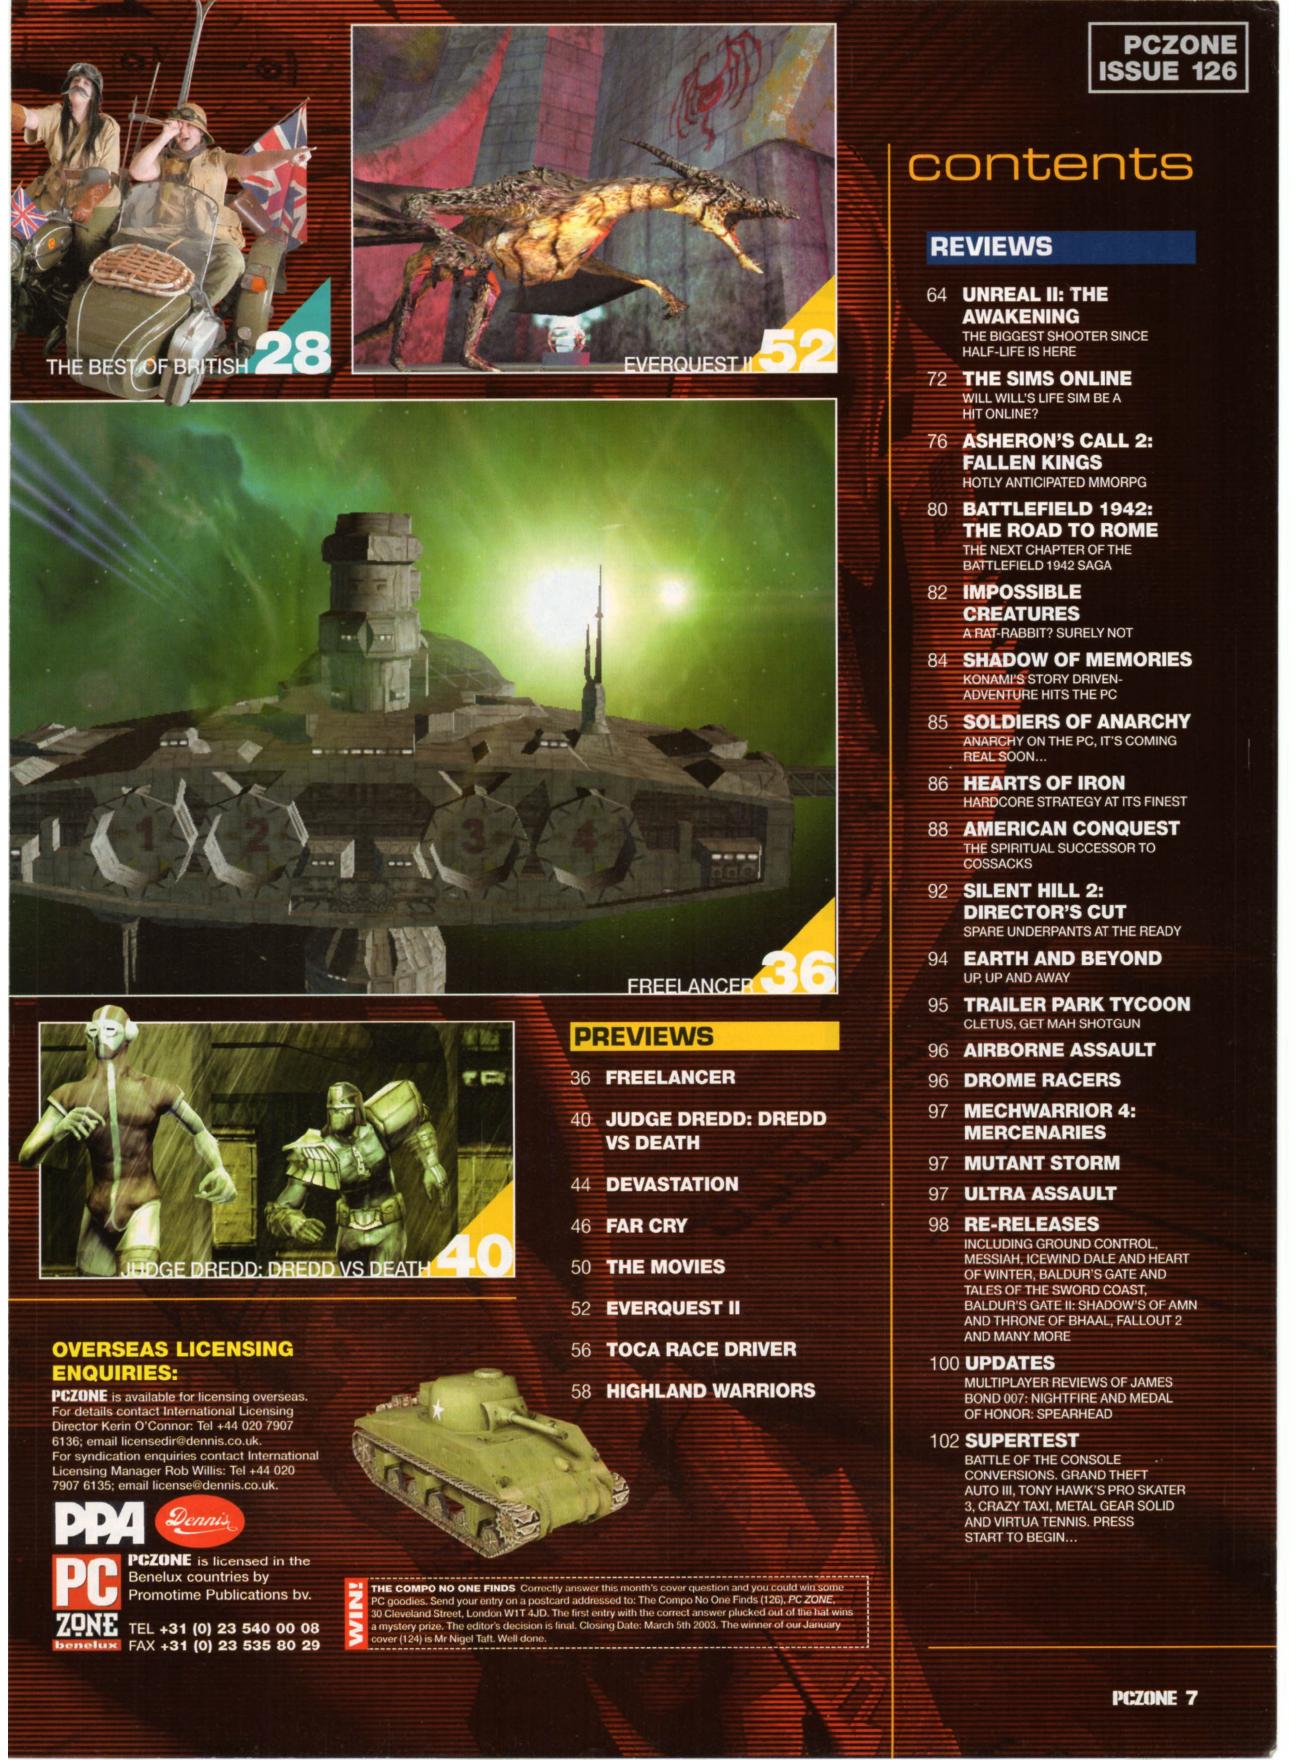 PCZONE
ISSUE 126
contents
THE BEST OF BRITISH 28
EVERQUEST II 52
1 2 3 4
FREELANCER 36
JUDGE DREDD: DREDD VS DEATH 40
PREVIEWS
36 FREELANCER
40 JUDGE DREDD: DREDD
VS DEATH
44 DEVASTATION
46 FAR CRY
50 THE MOVIES
52 EVERQUEST II
56 TOCA RACE DRIVER
58 HIGHLAND WARRIORS
OVERSEAS LICENSING
ENQUIRIES:
PCZONE is available for licensing overseas.
For details contact International Licensing
Director Kerin O'Connor: Tel +44 020 7907
6136; email licensedir@dennis.co.uk.
For syndication enquiries contact International
Licensing Manager Rob Willis: Tel +44 020
7907 6135; email license@dennis.co.uk.
PPA Dennis
PC
ZONE
benelux
PCZONE is licensed in the
Benelux countries by
Promotime Publications bv.
TEL +31 (0) 23 540 00 08
FAX +31 (0) 23 535 80 29
WIN!
THE COMPO NO ONE FINDS Correctly answer this month's cover question and you could win some
PC goodies. Send your entry on a postcard addressed to: The Compo No One Finds (126), PC ZONE,
30 Cleveland Street, London W1T 4JD. The first entry with the correct answer plucked out of the hat wins
a mystery prize. The editor's decision is final. Closing Date: March 5th 2003. The winner of our January
cover (124) is Mr Nigel Taft. Well done.
REVIEWS
64 UNREAL II: THE
AWAKENING
THE BIGGEST SHOOTER SINCE
HALF-LIFE IS HERE
72 THE SIMS ONLINE
WILL WILL'S LIFE SIM BE A
HIT ONLINE?
76 ASHERON'S CALL 2:
FALLEN KINGS
HOTLY ANTICIPATED MMORPG
80 BATTLEFIELD 1942:
THE ROAD TO ROME
THE NEXT CHAPTER OF THE
BATTLEFIELD 1942 SAGA
82 IMPOSSIBLE
CREATURES
A RAT-RABBIT? SURELY NOT
84 SHADOW OF MEMORIES
KONAMI'S STORY DRIVEN-
ADVENTURE HITS THE PC
85 SOLDIERS OF ANARCHY
ANARCHY ON THE PC, IT'S COMING
REAL SOON...
86 HEARTS OF IRON
HARDCORE STRATEGY AT ITS FINEST
88 AMERICAN CONQUEST
THE SPIRITUAL SUCCESSOR TO
COSSACKS
92 SILENT HILL 2:
DIRECTOR'S CUT
SPARE UNDERPANTS AT THE READY
94 EARTH AND BEYOND
UP, UP AND AWAY
95 TRAILER PARK TYCOON
CLETUS, GET MAH SHOTGUN
96 AIRBORNE ASSAULT
96 DROME RACERS
97 MECHWARRIOR 4:
MERCENARIES
97 MUTANT STORM
97 ULTRA ASSAULT
98 RE-RELEASES
INCLUDING GROUND CONTROL,
MESSIAH, ICEWIND DALE AND HEART
OF WINTER, BALDUR'S GATE AND
TALES OF THE SWORD COAST,
BALDUR'S GATE II: SHADOW'S OF AMN
AND THRONE OF BHAAL, FALLOUT 2
AND MANY MORE
100 UPDATES
MULTIPLAYER REVIEWS OF JAMES
BOND 007: NIGHTFIRE AND MEDAL
OF HONOR: SPEARHEAD
102 SUPERTEST
BATTLE OF THE CONSOLE
CONVERSIONS. GRAND THEFT
AUTO III, TONY HAWK'S PRO SKATER
3, CRAZY TAXI, METAL GEAR SOLID
AND VIRTUA TENNIS. PRESS
START TO BEGIN...
PCZONE 7